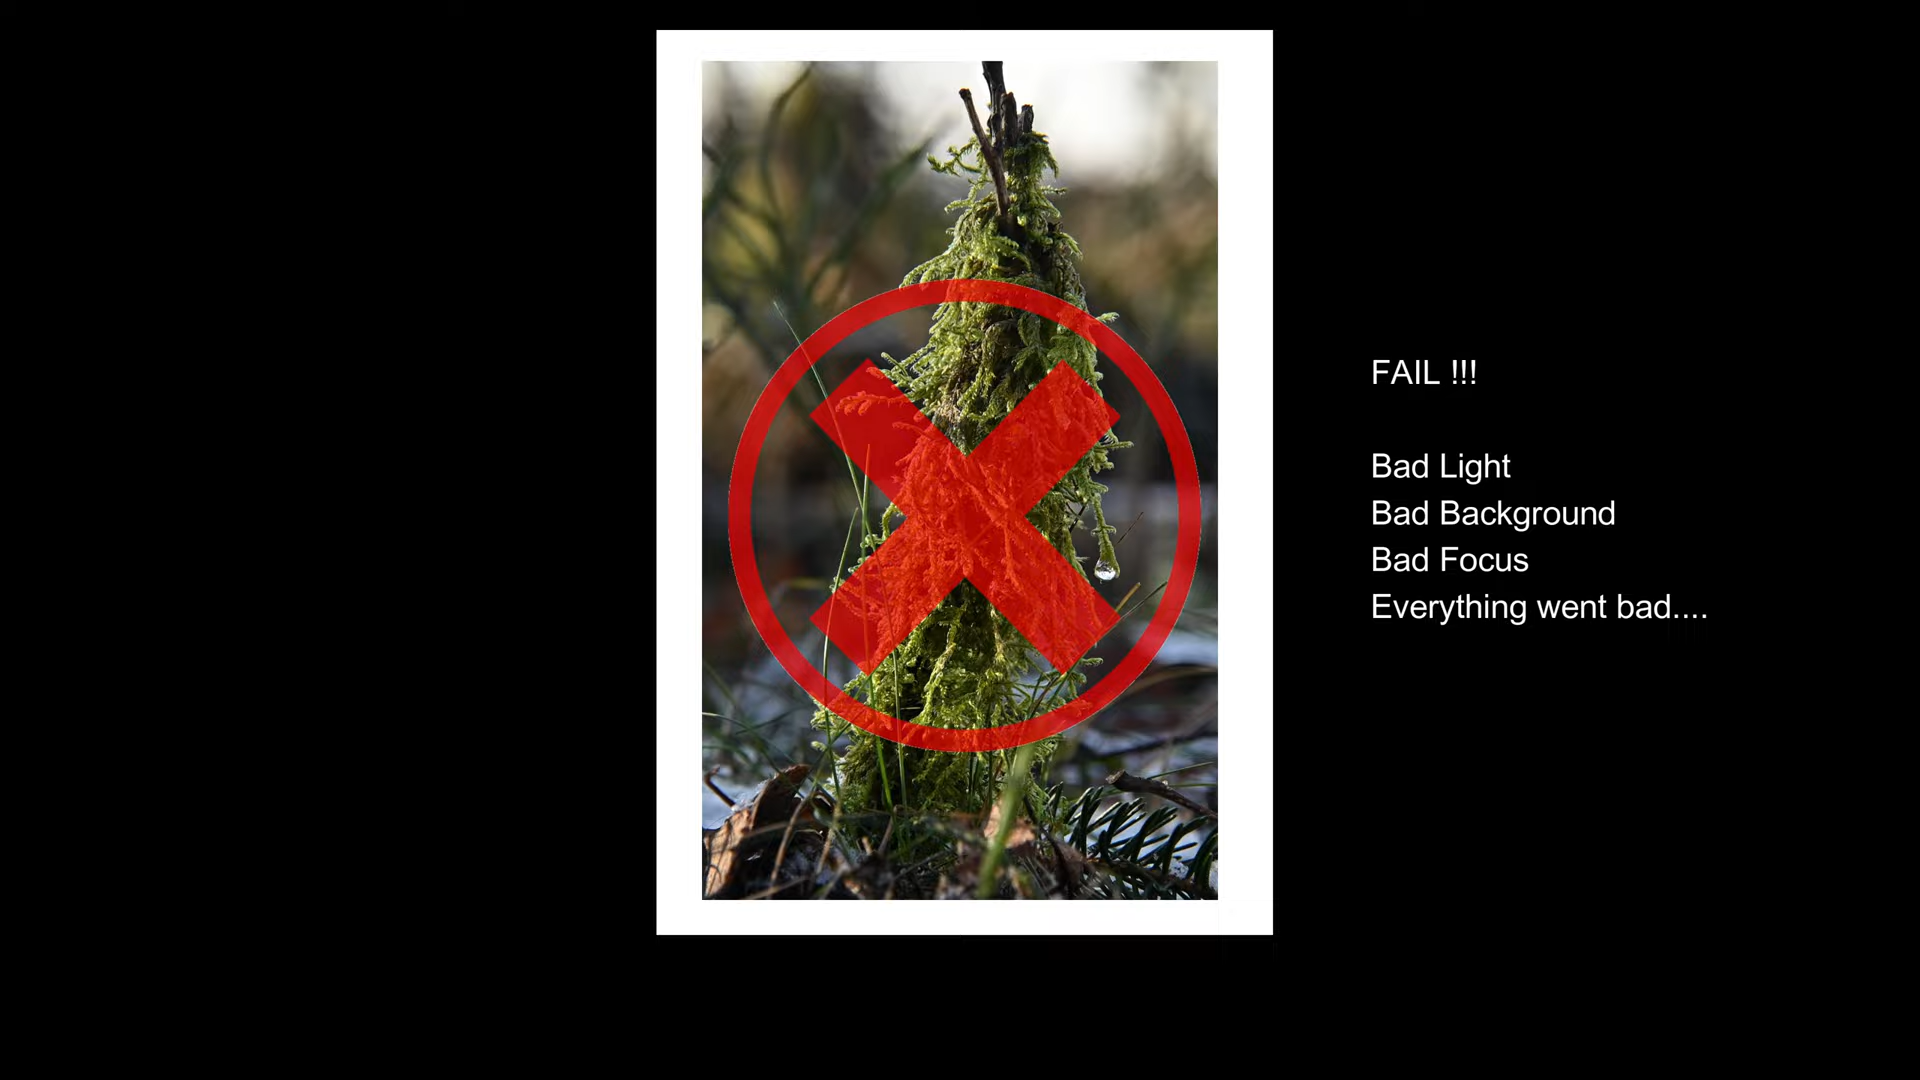 FAIL !!!
Bad Light
Bad Background
Bad Focus
Everything went bad....